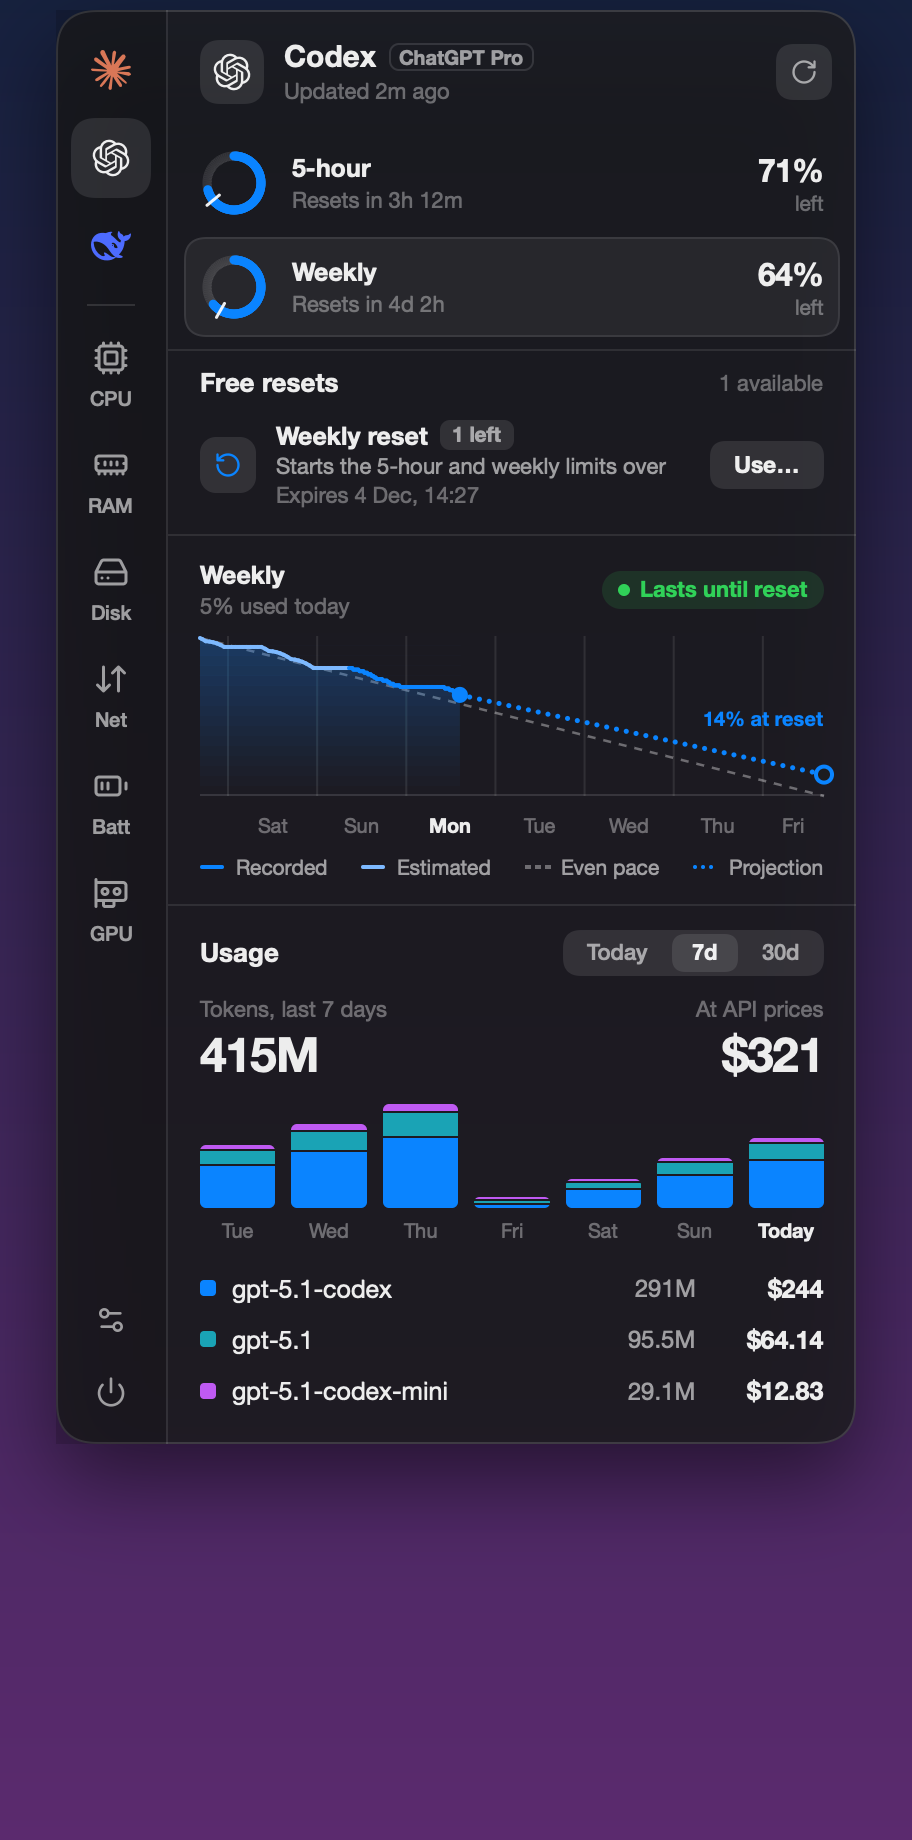 Codex ChatGPT Pro
Updated 2m ago
5-hour 71%
Resets in 3h 12m left
Weekly 64%
Resets in 4d 2h left
CPU
RAM
Disk
Net
Batt
GPU
Free resets 1 available
Weekly reset 1 left
Starts the 5-hour and weekly limits over
Expires 4 Dec, 14:27
Use...
Weekly
5% used today
Lasts until reset
14% at reset
Sat Sun Mon Tue Wed Thu Fri
Recorded Estimated Even pace Projection
Usage Today 7d 30d
Tokens, last 7 days At API prices
415M $321
Tue Wed Thu Fri Sat Sun Today
gpt-5.1-codex 291M $244
gpt-5.1 95.5M $64.14
gpt-5.1-codex-mini 29.1M $12.83